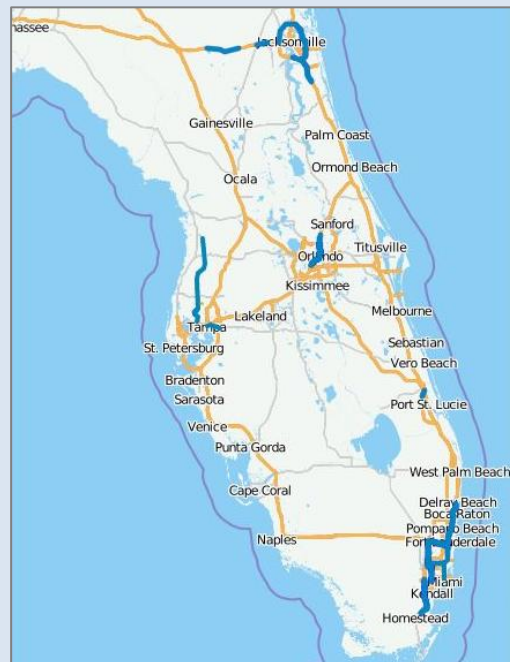 nassee
Jacksonville
Gainesville
Palm Coast
Ormond Beach
Ocala
Sanford
Titusville
Orlando
Kissimmee
Lakeland
Melbourne
Tampa
Sebastian
St. Petersburg
Vero Beach
Bradenton
Port St. Lucie
Sarasota
Venice
Punta Gorda
West Palm Beach
Cape Coral
Delray Beach
Boca Raton
Pompano Beach
Naples
Fort Lauderdale
Miami
Kendall
Homestead